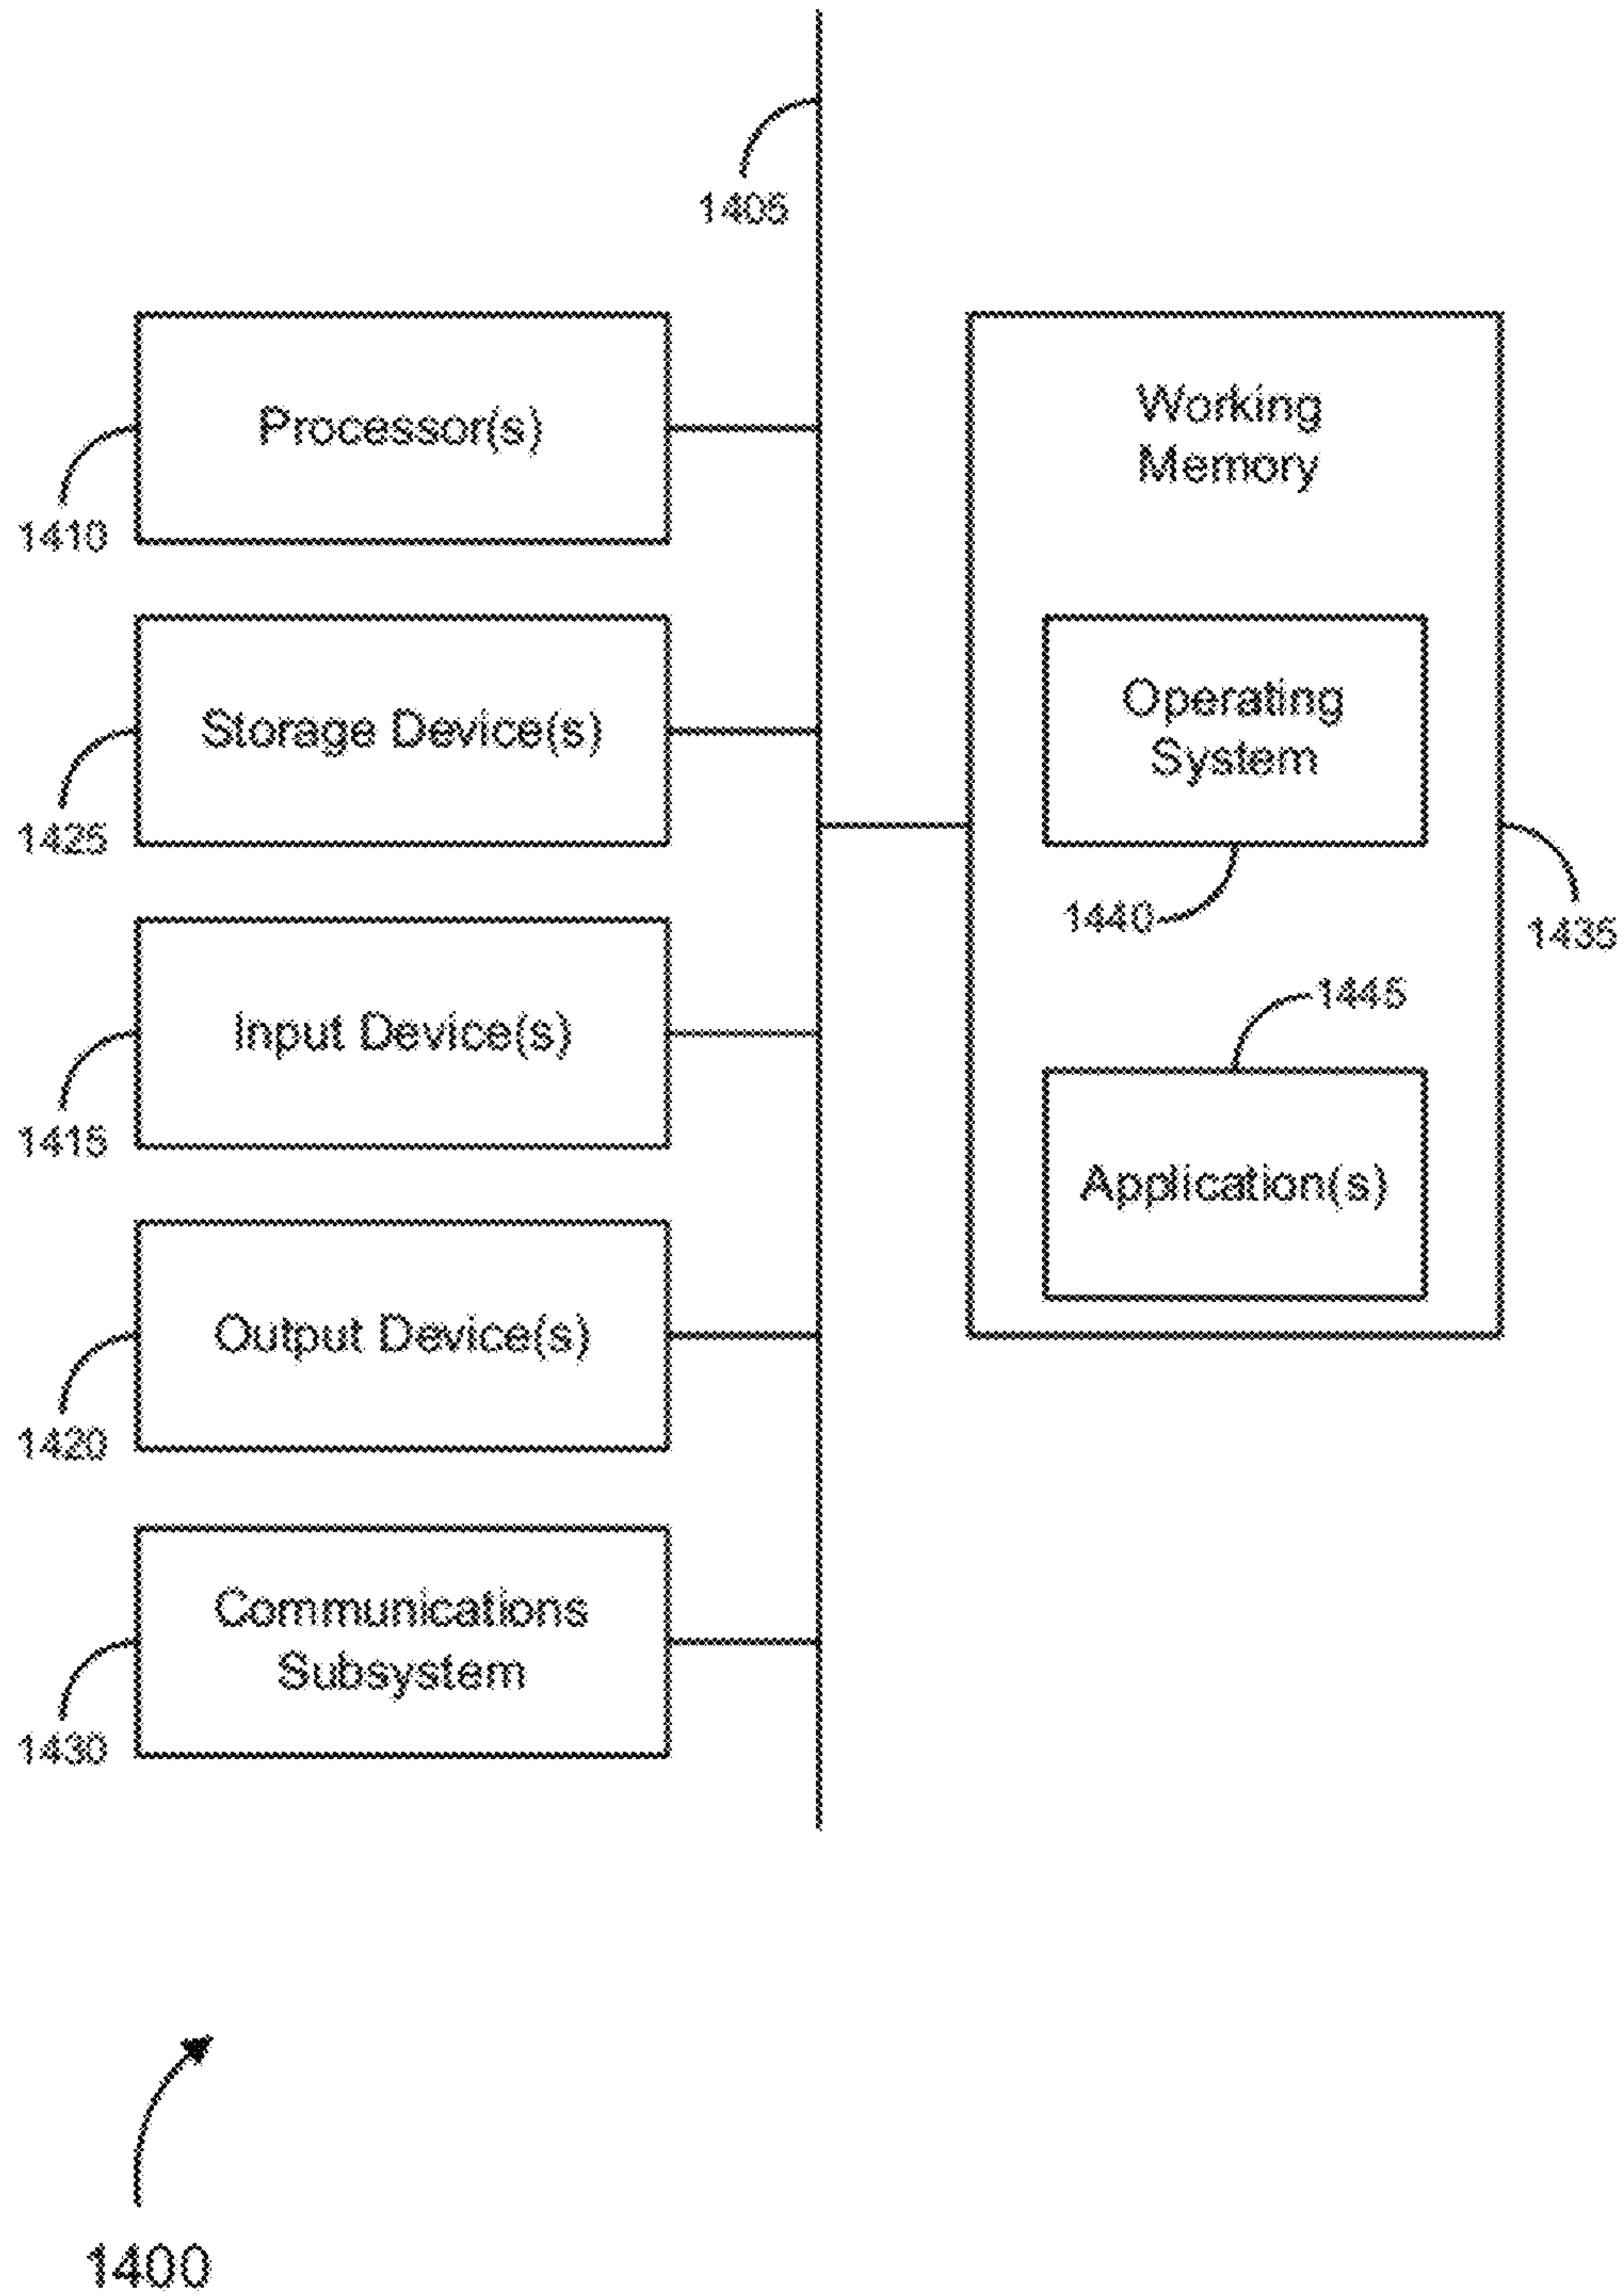 1405
Processor(s)
1410
Storage Device(s)
1425
Input Device(s)
1415
Output Device(s)
1420
Communications
Subsystem
1430
Working
Memory
Operating
System
1440
1435
1445
Application(s)
1400